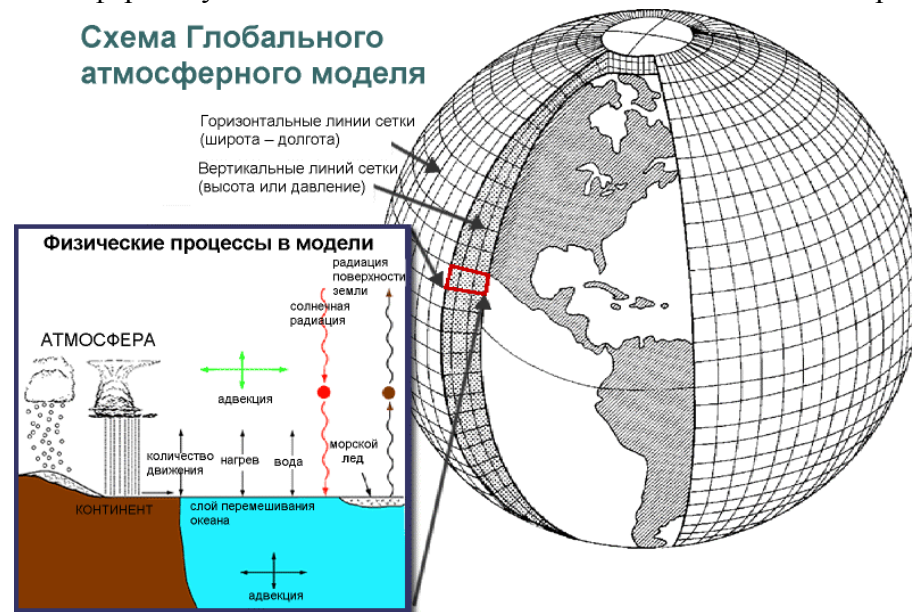 Схема Глобального
атмосферного моделя
Горизонтальные линии сетки
(широта – долгота)
Вертикальные линий сетки
(высота или давление)
Физические процессы в модели
радиация
поверхности
земли
солнечная
радиация
АТМОСФЕРА
адвекция
количество
движения
нагрев
вода
морской
лед
КОНТИНЕНТ
слой перемешивания
океана
адвекция